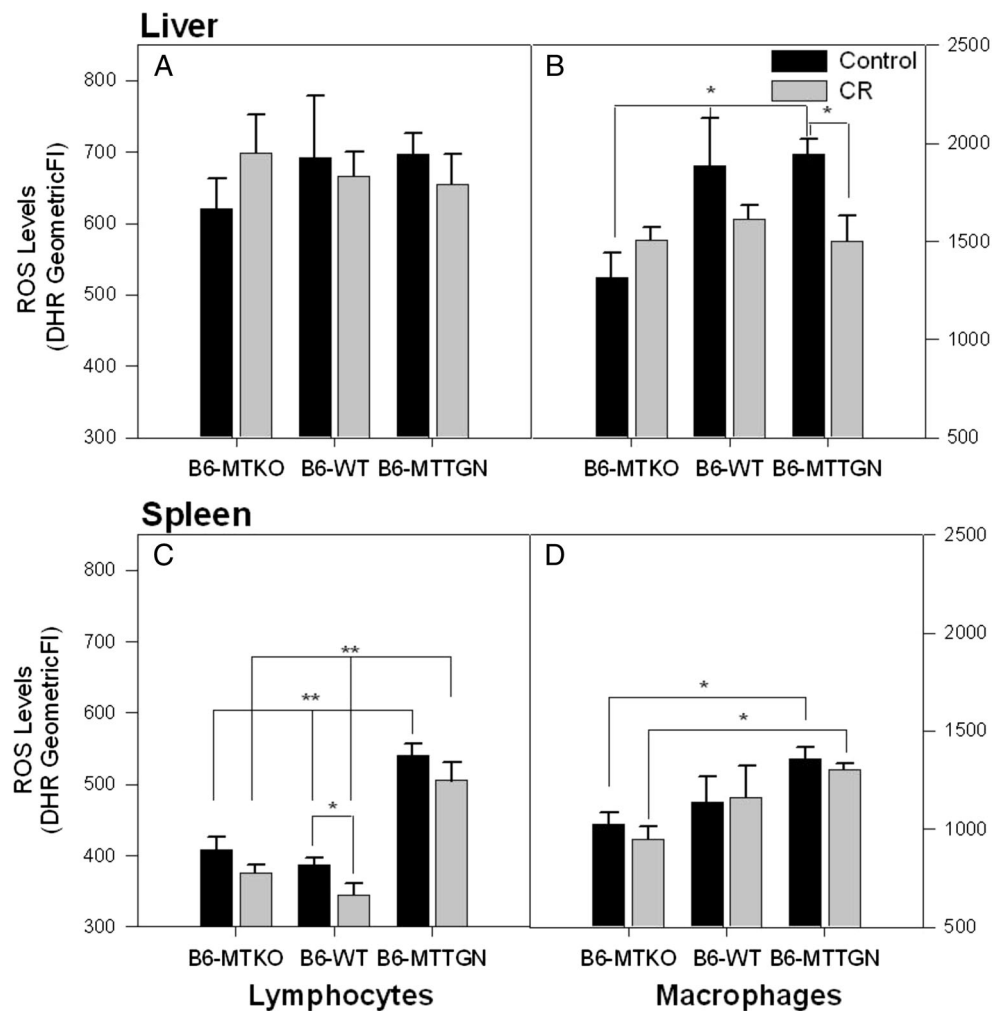 Liver
A
B
Control
CR
*
*
ROS Levels
(DHR GeometricFI)
800
700
600
500
400
300
2500
2000
1500
1000
500
B6-MTKO B6-WT B6-MTTGN
B6-MTKO B6-WT B6-MTTGN
Spleen
C
D
**
**
*
*
*
ROS Levels
(DHR GeometricFI)
800
700
600
500
400
300
2500
2000
1500
1000
500
B6-MTKO B6-WT B6-MTTGN
B6-MTKO B6-WT B6-MTTGN
Lymphocytes
Macrophages